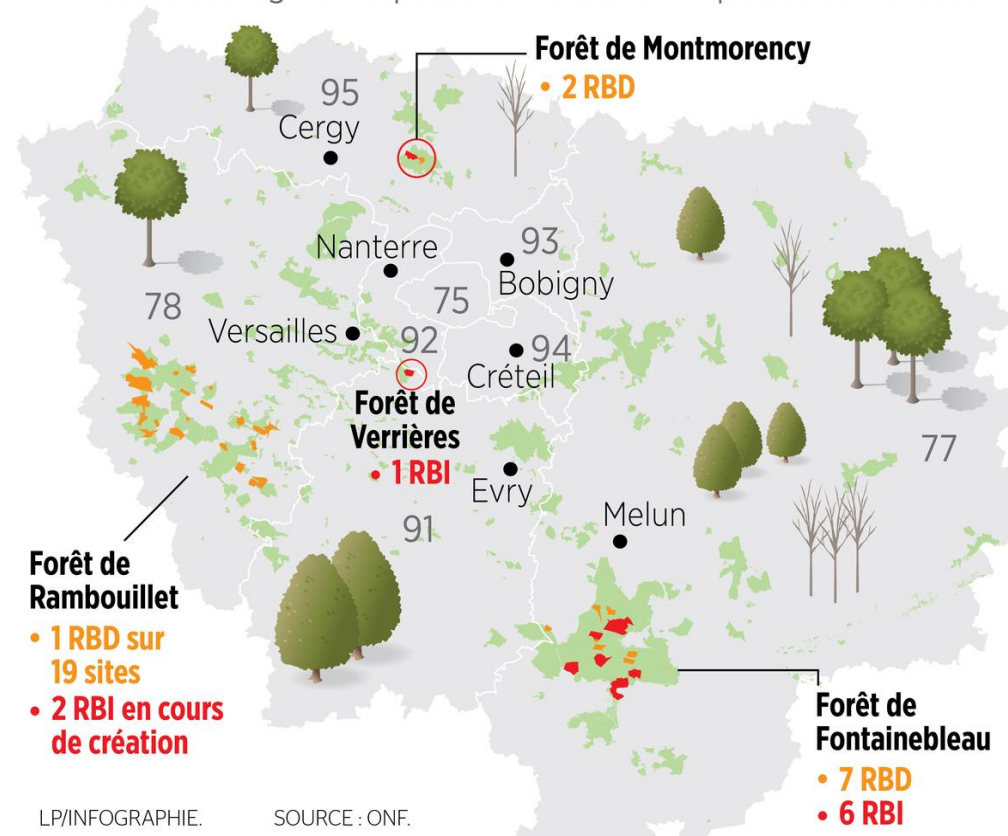 Forêt de Montmorency
• 2 RBD
95
Cergy
Nanterre
93
Bobigny
75
78
Versailles
92
94
Créteil
Forêt de
Verrières
• 1 RBI
Evry
77
Melun
91
Forêt de
Rambouillet
• 1 RBD sur
19 sites
• 2 RBI en cours
de création
Forêt de
Fontainebleau
• 7 RBD
• 6 RBI
LP/INFOGRAPHIE.
SOURCE : ONF.